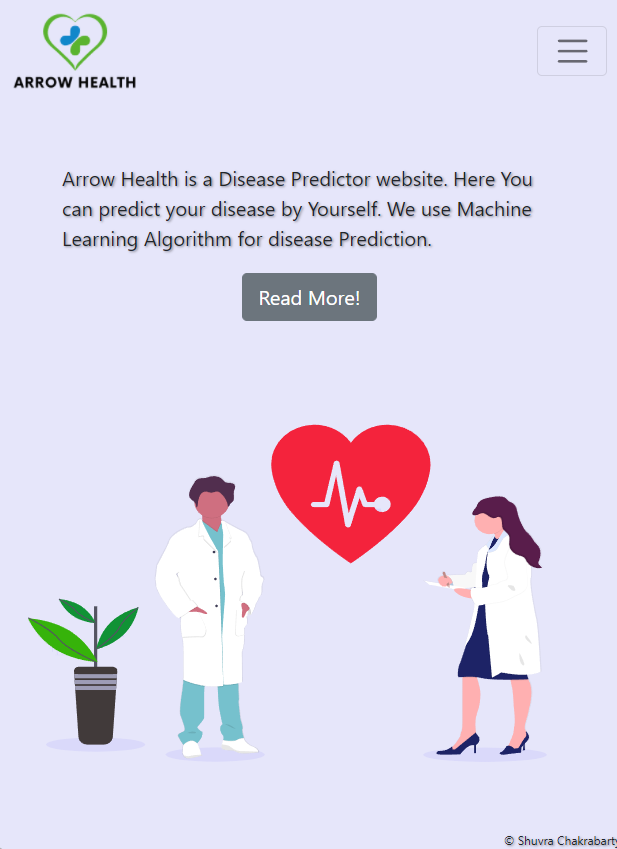 ARROW HEALTH
Arrow Health is a Disease Predictor website. Here You
can predict your disease by Yourself. We use Machine
Learning Algorithm for disease Prediction.
Read More!
© Shuvra Chakrabarty